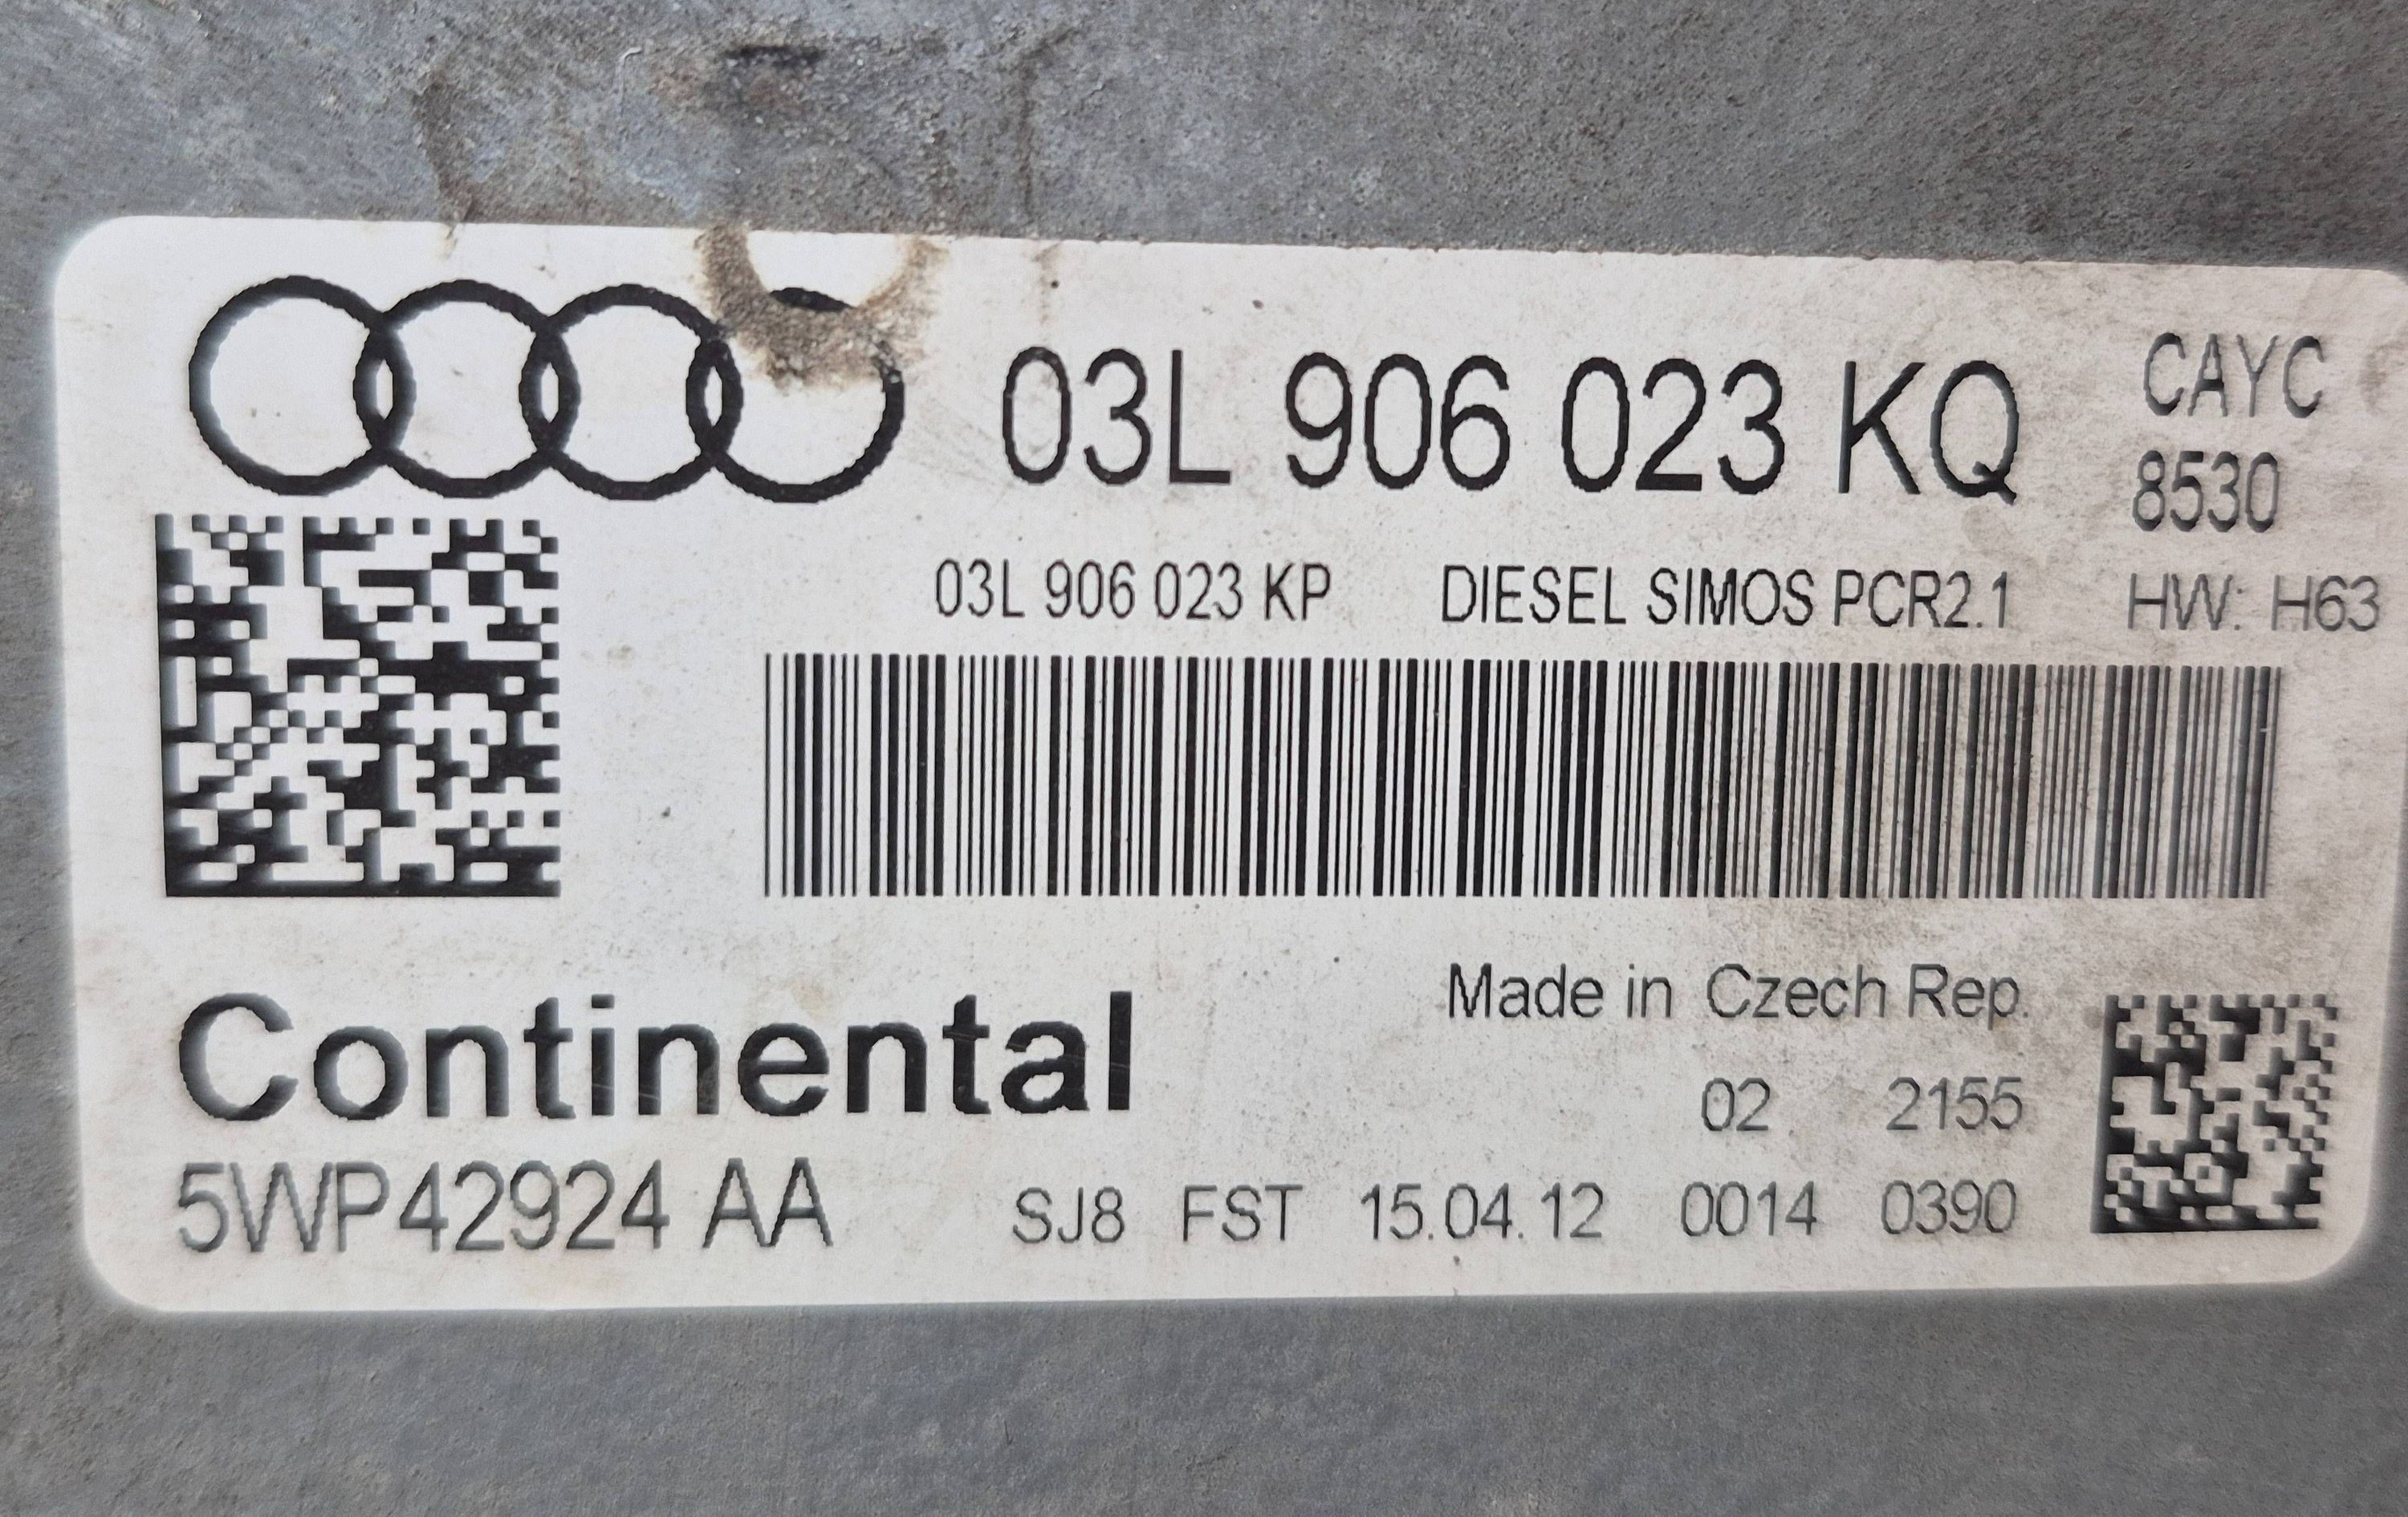 03L 906 023 KQ
CAYC
8530
03L 906 023 KP DIESEL SIMOS PCR2.1 HW: H63
Made in Czech Rep.
Continental
02 2155
5WP42924 AA SJ8 FST 15.04.12 0014 0390